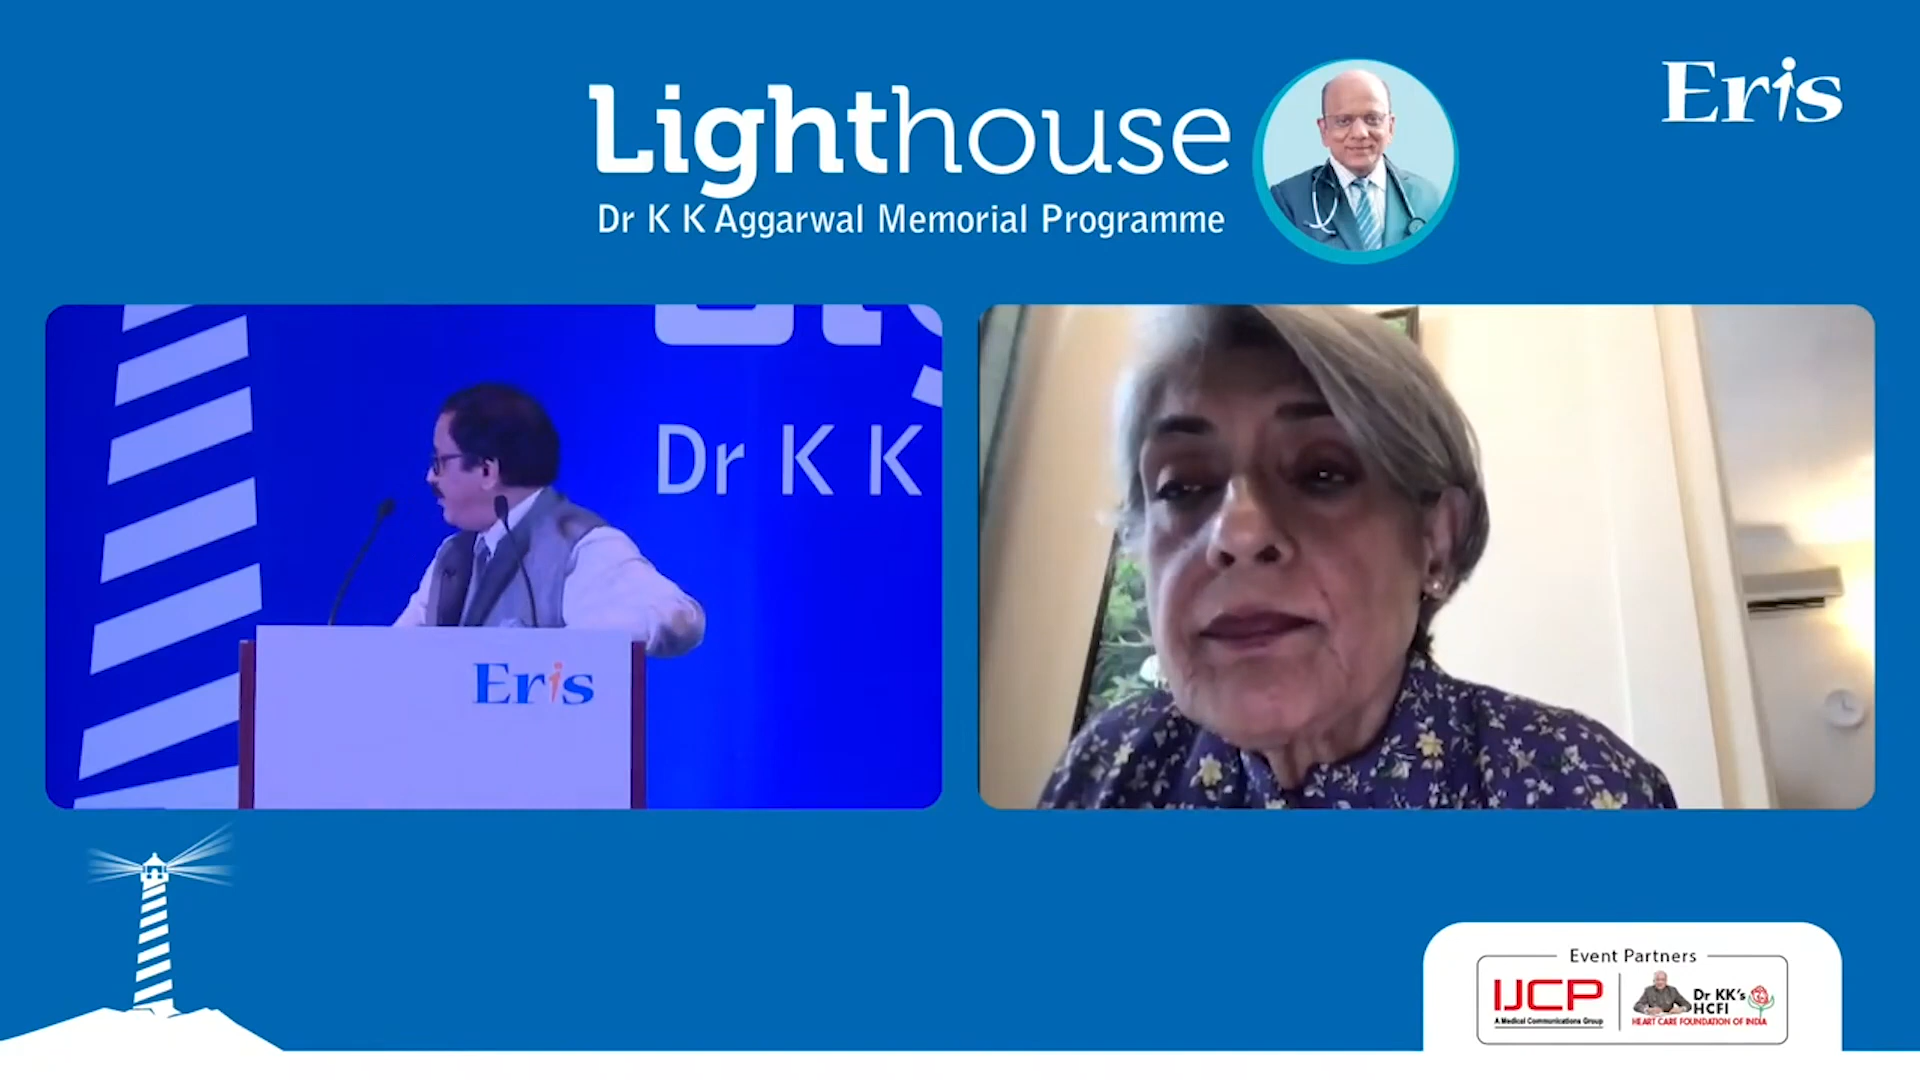 Lighthouse
Dr K K Aggarwal Memorial Programme
Eris
Dr K K
Eris
Event Partners
IJCP
A Medical Communications Group
Dr KK's
HCFI
HEART CARE FOUNDATION OF INDIA